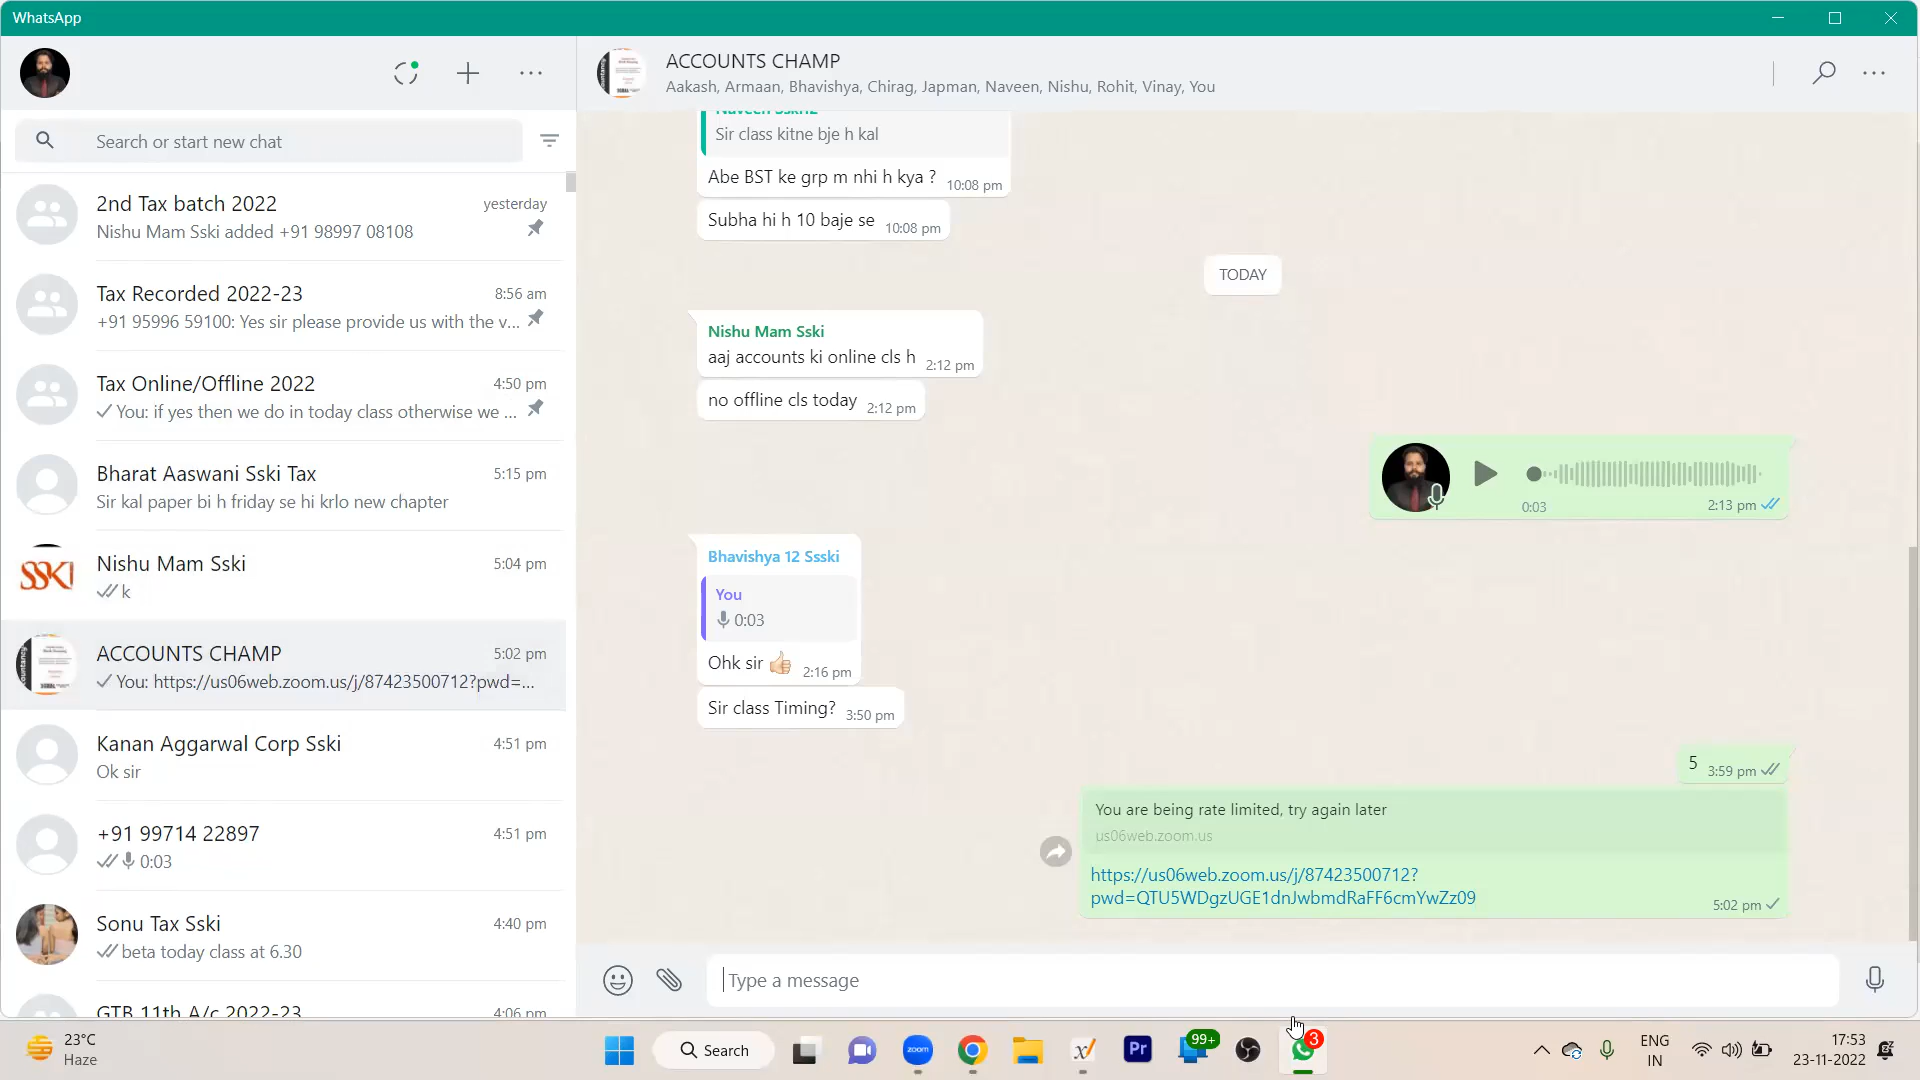 WhatsApp
Search or start new chat
2nd Tax batch 2022
yesterday
Nishu Mam Sski added +91 98997 08108
Tax Recorded 2022-23
8:56 am
+91 95996 59100: Yes sir please provide us with the v...
Tax Online/Offline 2022
4:50 pm
You: if yes then we do in today class otherwise we ...
Bharat Aaswani Sski Tax
5:15 pm
Sir kal paper bi h friday se hi krlo new chapter
SSKI
Nishu Mam Sski
5:04 pm
k
ACCOUNTS CHAMP
5:02 pm
You: https://us06web.zoom.us/j/87423500712?pwd=...
Kanan Aggarwal Corp Sski
4:51 pm
Ok sir
+91 99714 22897
4:51 pm
0:03
Sonu Tax Sski
4:40 pm
beta today class at 6.30
GTB 11th A/c 2022-23
4:06 pm
ACCOUNTS CHAMP
Aakash, Armaan, Bhavishya, Chirag, Japman, Naveen, Nishu, Rohit, Vinay, You
Sir class kitne bje h kal
Abe BST ke grp m nhi h kya ?
10:08 pm
Subha hi h 10 baje se
10:08 pm
TODAY
Nishu Mam Sski
aaj accounts ki online cls h
2:12 pm
no offline cls today
2:12 pm
0:03
2:13 pm
Bhavishya 12 Ssski
You
0:03
Ohk sir 👍🏻
2:16 pm
Sir class Timing?
3:50 pm
5
3:59 pm
You are being rate limited, try again later
us06web.zoom.us
https://us06web.zoom.us/j/87423500712?
pwd=QTU5WDgzUGE1dnJwbmdRaFF6cmYwZz09
5:02 pm
Type a message
23°C
Haze
Search
zoom
Pr
99+
3
ENG
IN
17:53
23-11-2022